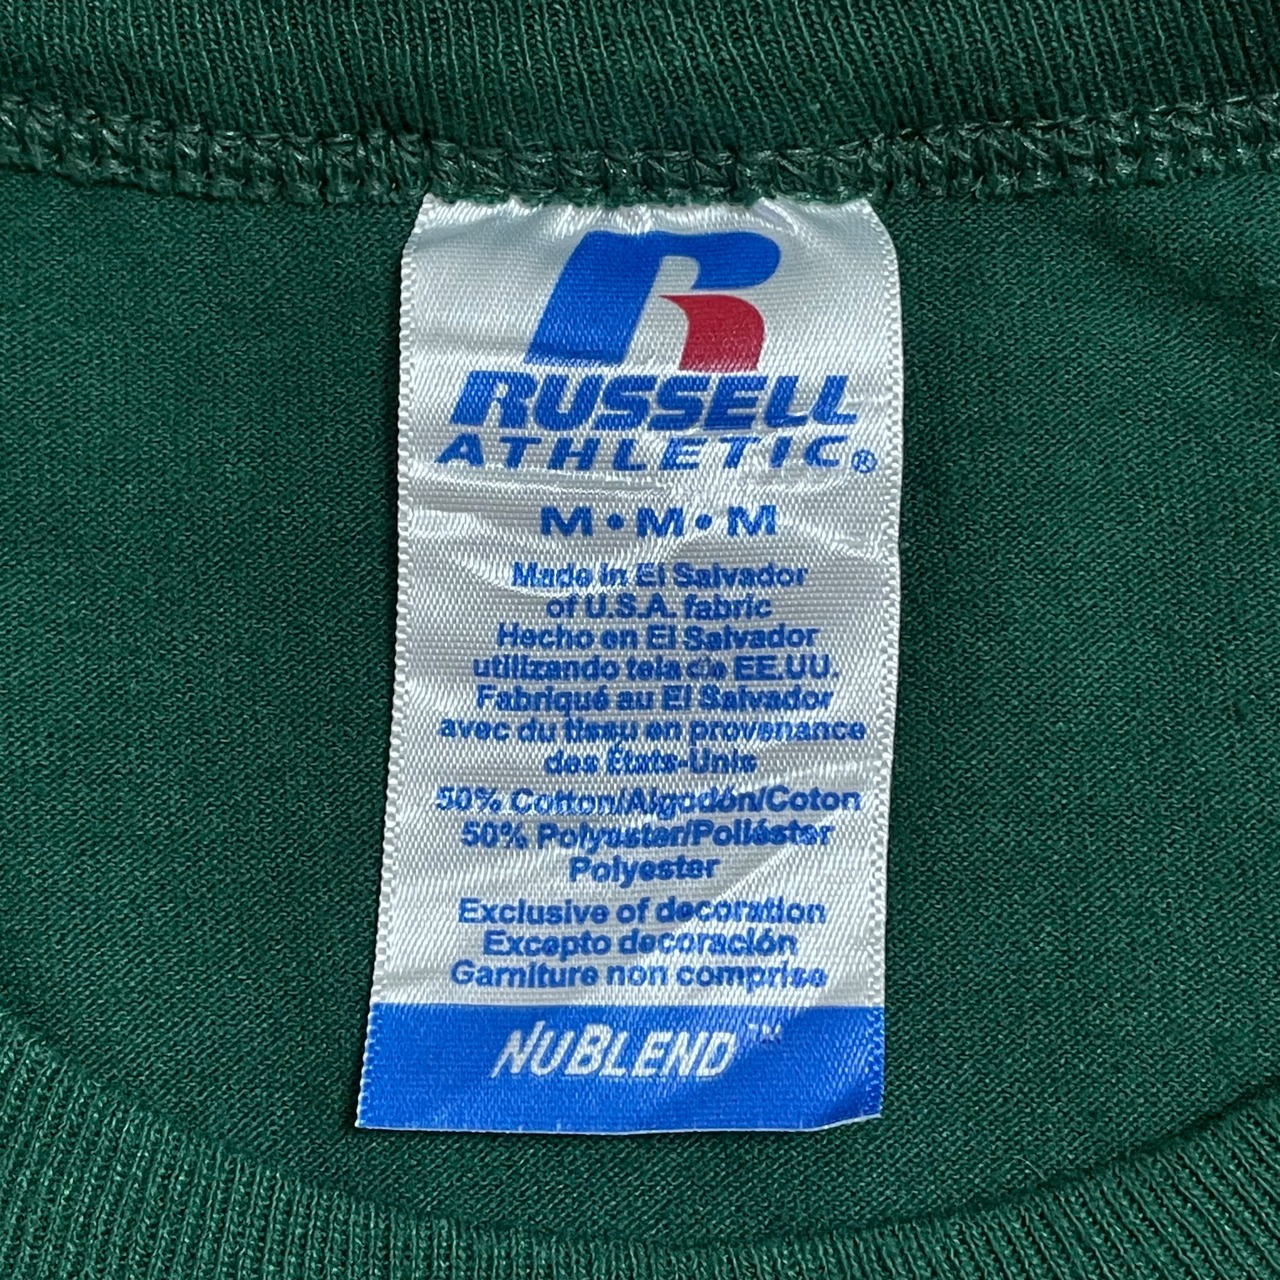 R
RUSSELL
ATHLETIC®
M • M • M
Made in El Salvador
of U.S.A. fabric
Hecho en El Salvador
utilizando tela de EE.UU.
Fabriqué au El Salvador
avec du tissu en provenance
des États-Unis
50% Cotton/Algodón/Coton
50% Polyester/Poliéster
Polyester
Exclusive of decoration
Excepto decoración
Garniture non comprise
NUBLEND™